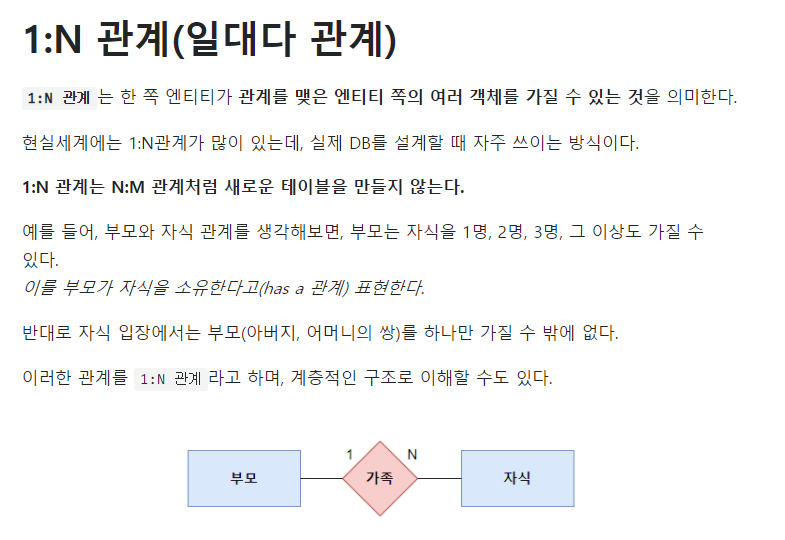 1:N 관계(일대다 관계)
1:N 관계는 한 쪽 엔티티가 관계를 맺은 엔티티 쪽의 여러 객체를 가질 수 있는 것을 의미한다.
현실세계에는 1:N관계가 많이 있는데, 실제 DB를 설계할 때 자주 쓰이는 방식이다.
1:N 관계는 N:M 관계처럼 새로운 테이블을 만들지 않는다.
예를 들어, 부모와 자식 관계를 생각해보면, 부모는 자식을 1명, 2명, 3명, 그 이상도 가질 수
있다.
이를 부모가 자식을 소유한다고(has a 관계) 표현한다.
반대로 자식 입장에서는 부모(아버지, 어머니의 쌍)를 하나만 가질 수 밖에 없다.
이러한 관계를 1:N 관계라고 하며, 계층적인 구조로 이해할 수도 있다.
1 N
부모 가족 자식